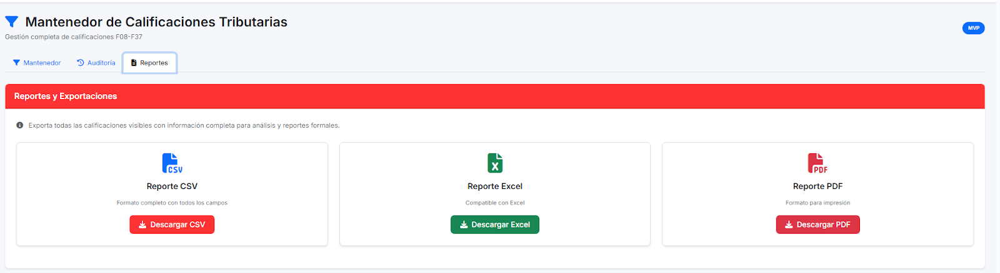 Mantenedor de Calificaciones Tributarias
MVP
Gestión completa de calificaciones F08-F37
Mantenedor Auditoría Reportes
Reportes y Exportaciones
Exporta todas las calificaciones visibles con información completa para análisis y reportes formales.
CSV
Reporte CSV
Formato completo con todos los campos
Descargar CSV
X
Reporte Excel
Compatible con Excel
Descargar Excel
PDF
Reporte PDF
Formato para impresión
Descargar PDF